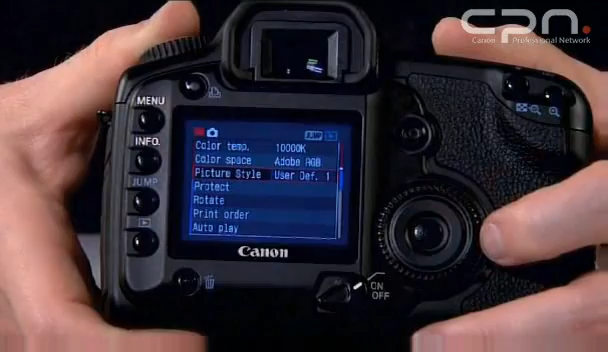 cpn.
Canon Professional Network
MENU
INFO.
JUMP
JUMP
Color temp. 10000K
Color space Adobe RGB
Picture Style User Def. 1
Protect
Rotate
Print order
Auto play
Canon
ON
OFF